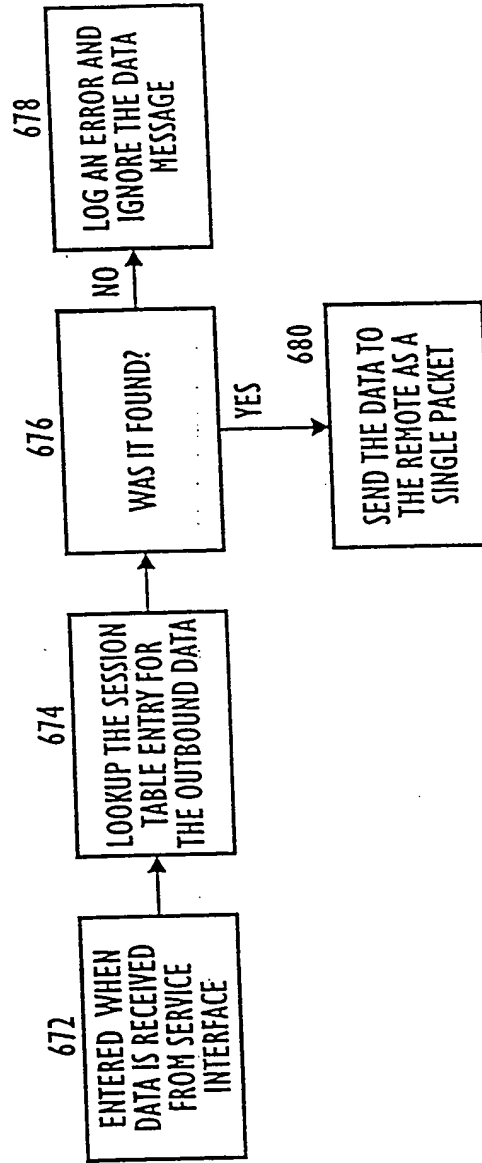 672
ENTERED WHEN
DATA IS RECEIVED
FROM SERVICE
INTERFACE
674
LOOKUP THE SESSION
TABLE ENTRY FOR
THE OUTBOUND DATA
676
WAS IT FOUND?
NO
678
LOG AN ERROR AND
IGNORE THE DATA
MESSAGE
YES
680
SEND THE DATA TO
THE REMOTE AS A
SINGLE PACKET